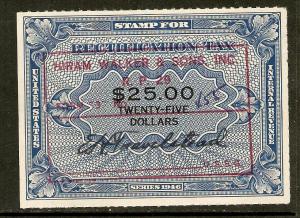 STAMP FOR
RECTIFICATION TAX
HIRAM WALKER & SONS, INC.
R P 29
$25.00
TWENTY-FIVE
DOLLARS
UNITED STATES
INTERNAL REVENUE
SERIES 1946